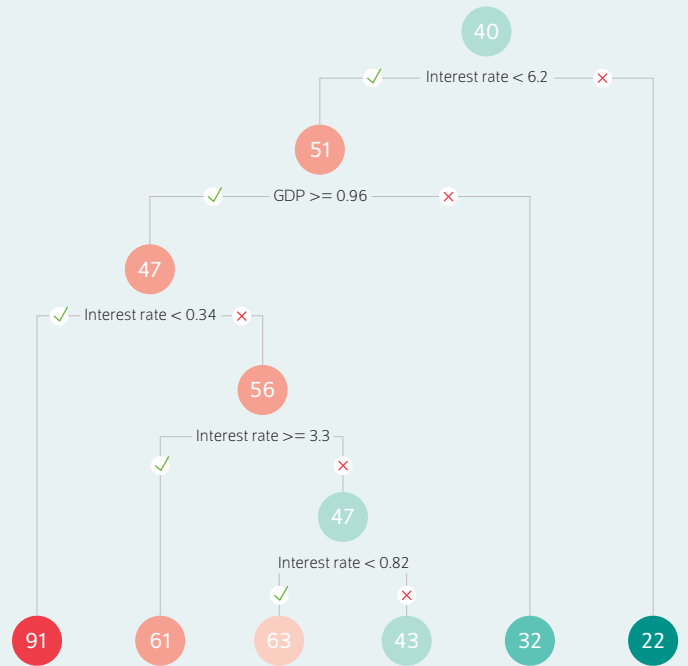 40
Interest rate < 6.2
51
GDP >= 0.96
47
Interest rate < 0.34
56
Interest rate >= 3.3
47
Interest rate < 0.82
91 61 63 43 32 22